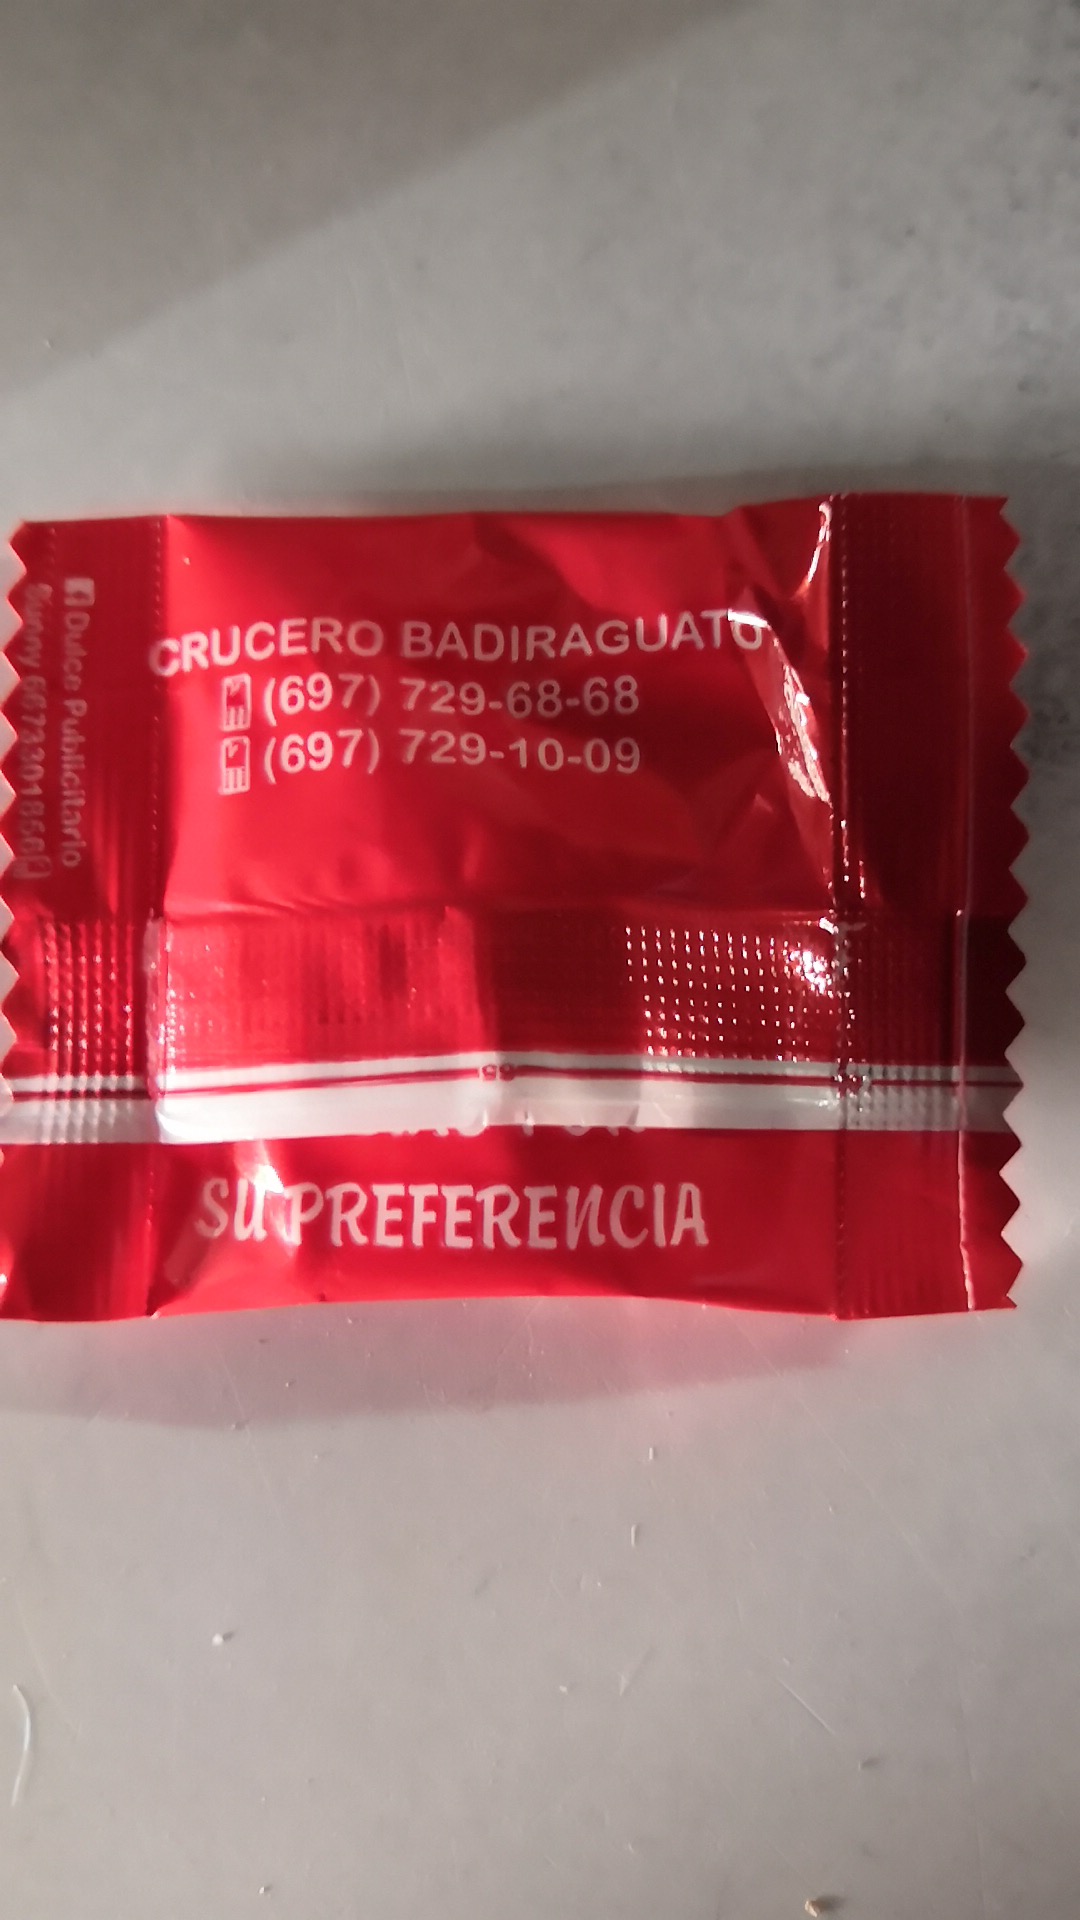 CRUCERO BADIRAGUATO
(697) 729-68-68
(697) 729-10-09
SU PREFERENCIA
Dulce Publicitario